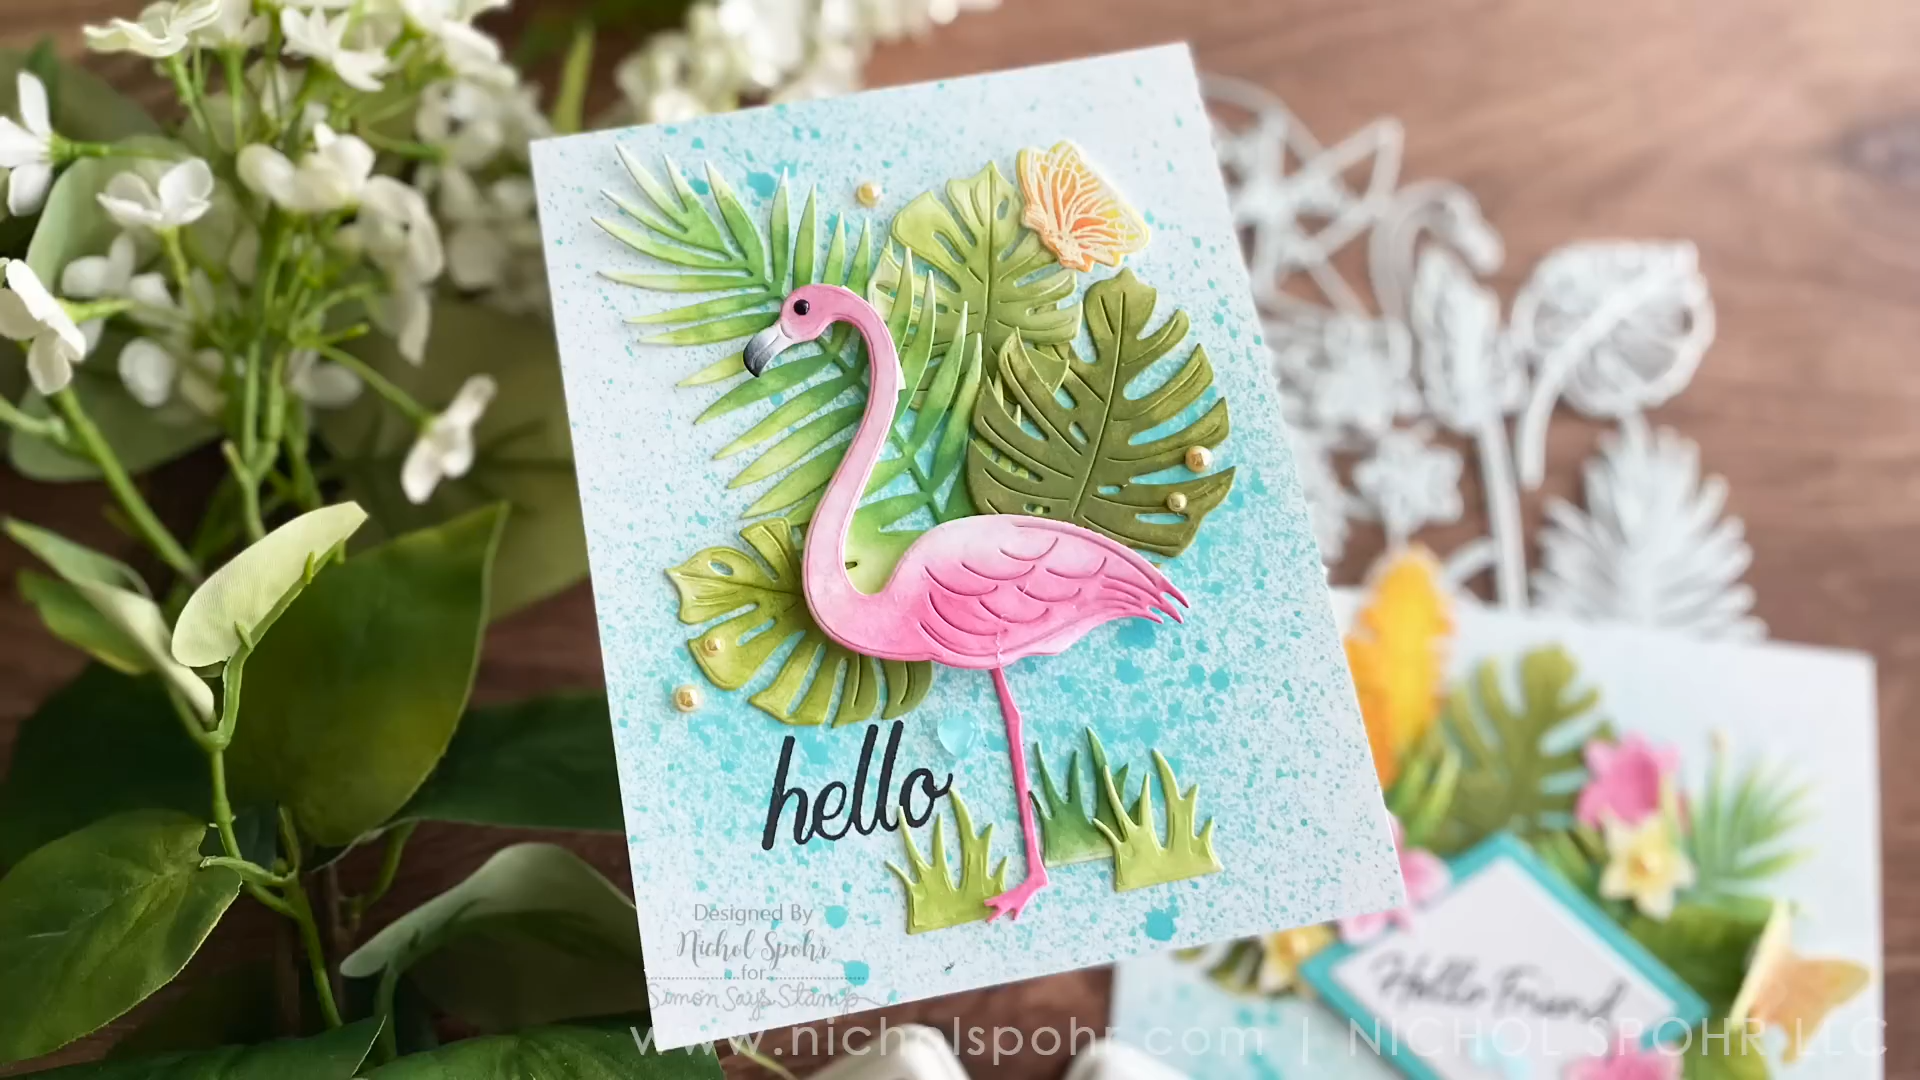 hello
Designed By
Nichol Spohr
for
Simon Says Stamp
Hello Friend
www.nicholspohr.com | NICHOL SPOHR LLC